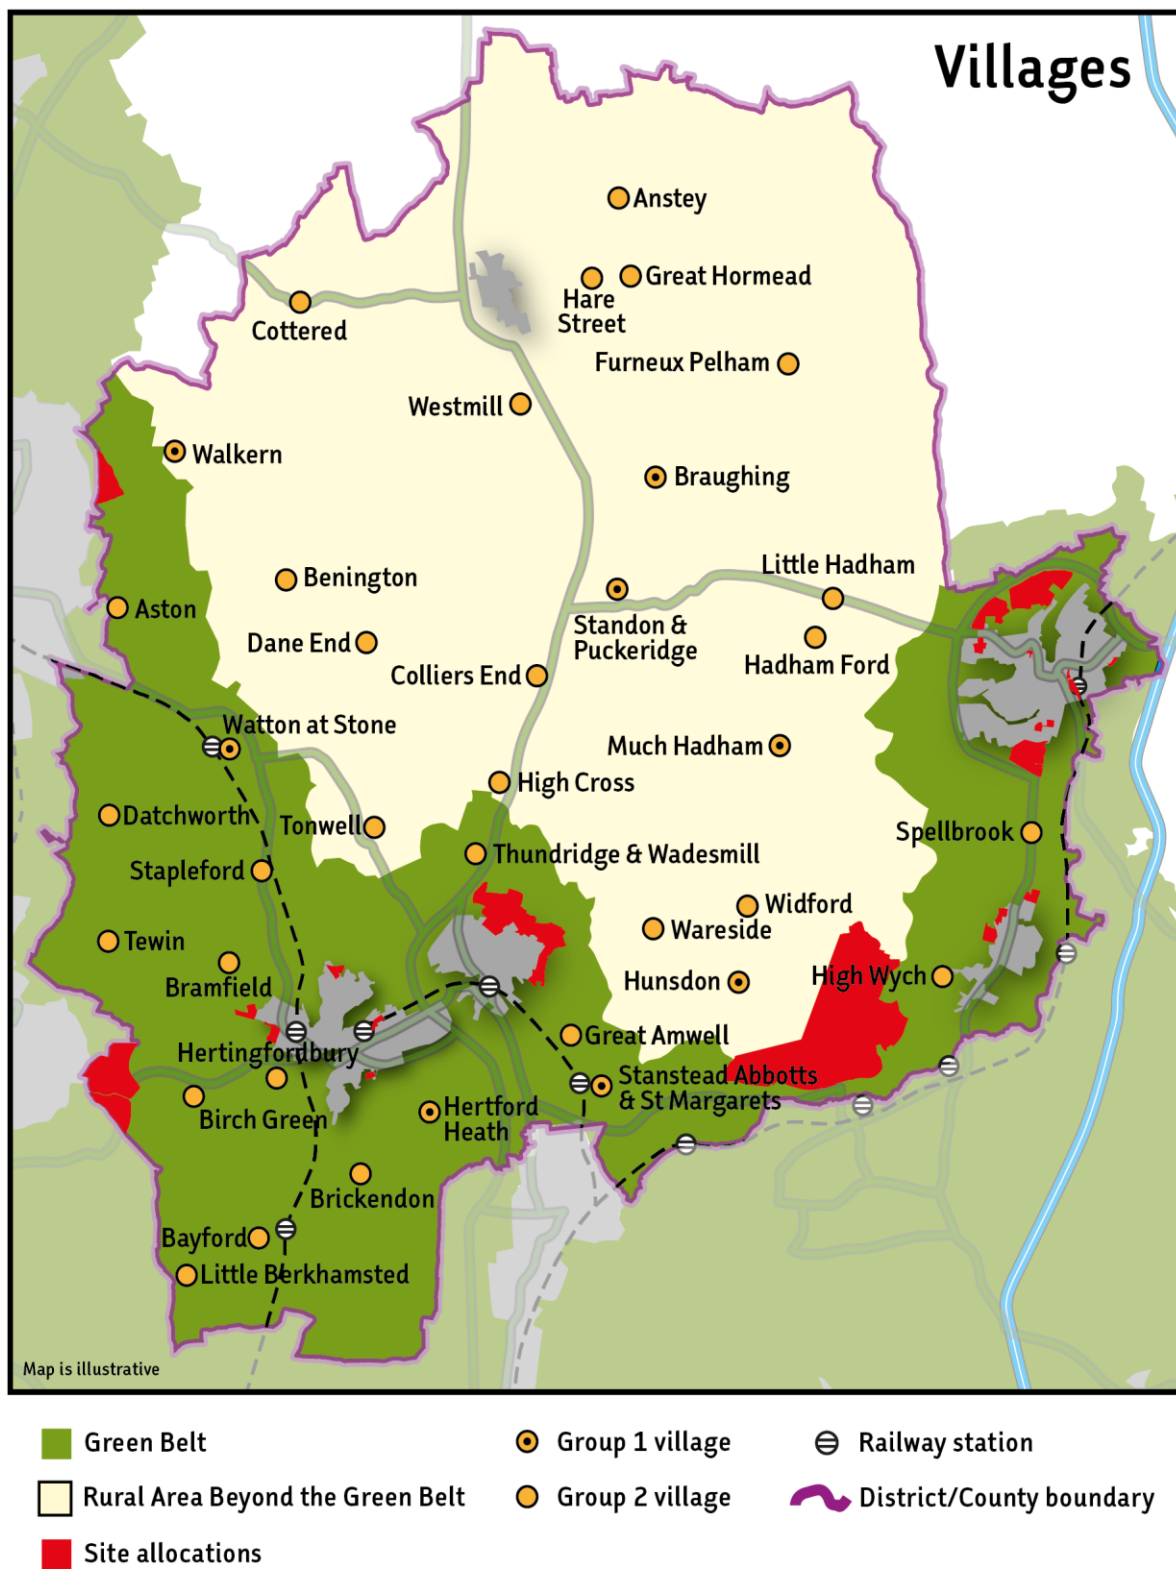 Villages
Anstey
Great Hormead
Hare
Street
Cottered
Furneux Pelham
Westmill
Walkern
Braughing
Little Hadham
Benington
Aston
Standon &
Puckeridge
Dane End
Hadham Ford
Colliers End
Watton at Stone
Much Hadham
High Cross
Datchworth
Tonwell
Spellbrook
Thundridge & Wadesmill
Stapleford
Widford
Wareside
Tewin
High Wych
Hunsdon
Bramfield
Great Amwell
Hertingfordbury
Stanstead Abbotts
& St Margarets
Birch Green
Hertford
Heath
Brickendon
Bayford
Little Berkhamsted
Map is illustrative
Green Belt
Group 1 village
Railway station
Rural Area Beyond the Green Belt
Group 2 village
District/County boundary
Site allocations